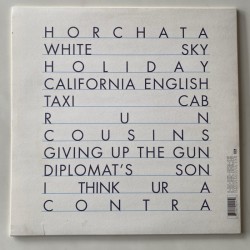 HORCHATA
WHITE SKY
HOLIDAY
CALIFORNIA ENGLISH
TAXI CAB
RUN
COUSINS
GIVING UP THE GUN
DIPLOMAT'S SON
I THINK UR A
CONTRA